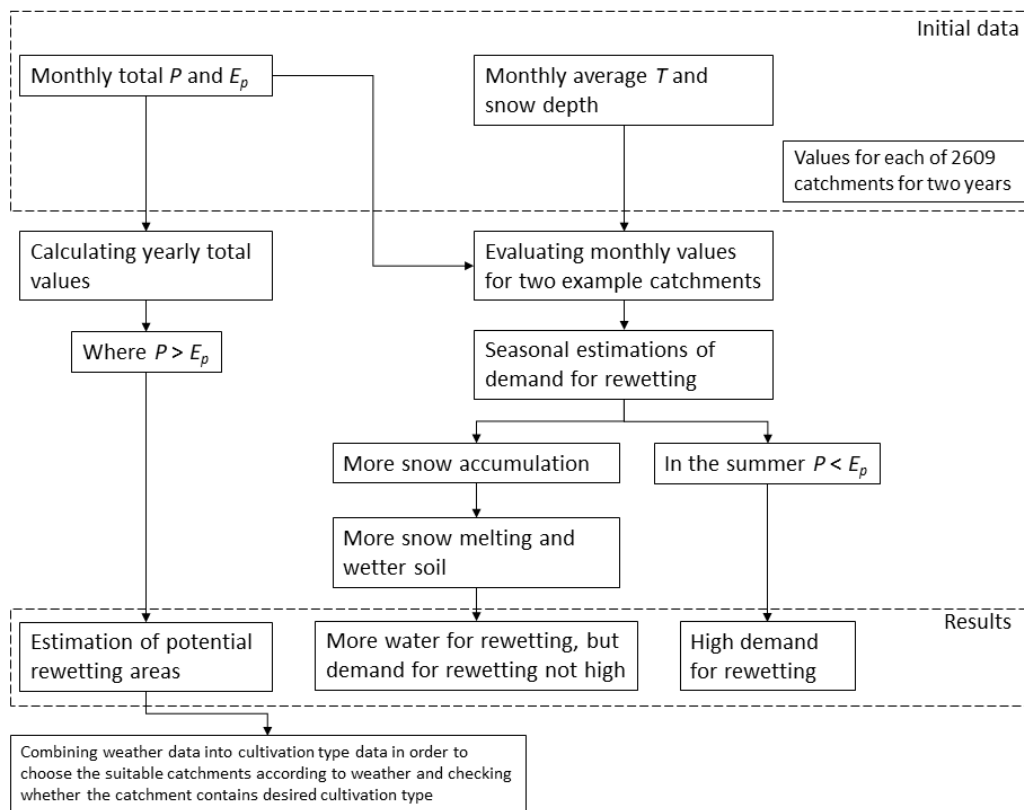 Initial data
Monthly total P and Eₚ
Monthly average T and
snow depth
Values for each of 2609
catchments for two years
Calculating yearly total
values
Evaluating monthly values
for two example catchments
Where P > Eₚ
Seasonal estimations of
demand for rewetting
More snow accumulation
In the summer P < Eₚ
More snow melting and
wetter soil
Results
Estimation of potential
rewetting areas
More water for rewetting, but
demand for rewetting not high
High demand
for rewetting
Combining weather data into cultivation type data in order to
choose the suitable catchments according to weather and checking
whether the catchment contains desired cultivation type